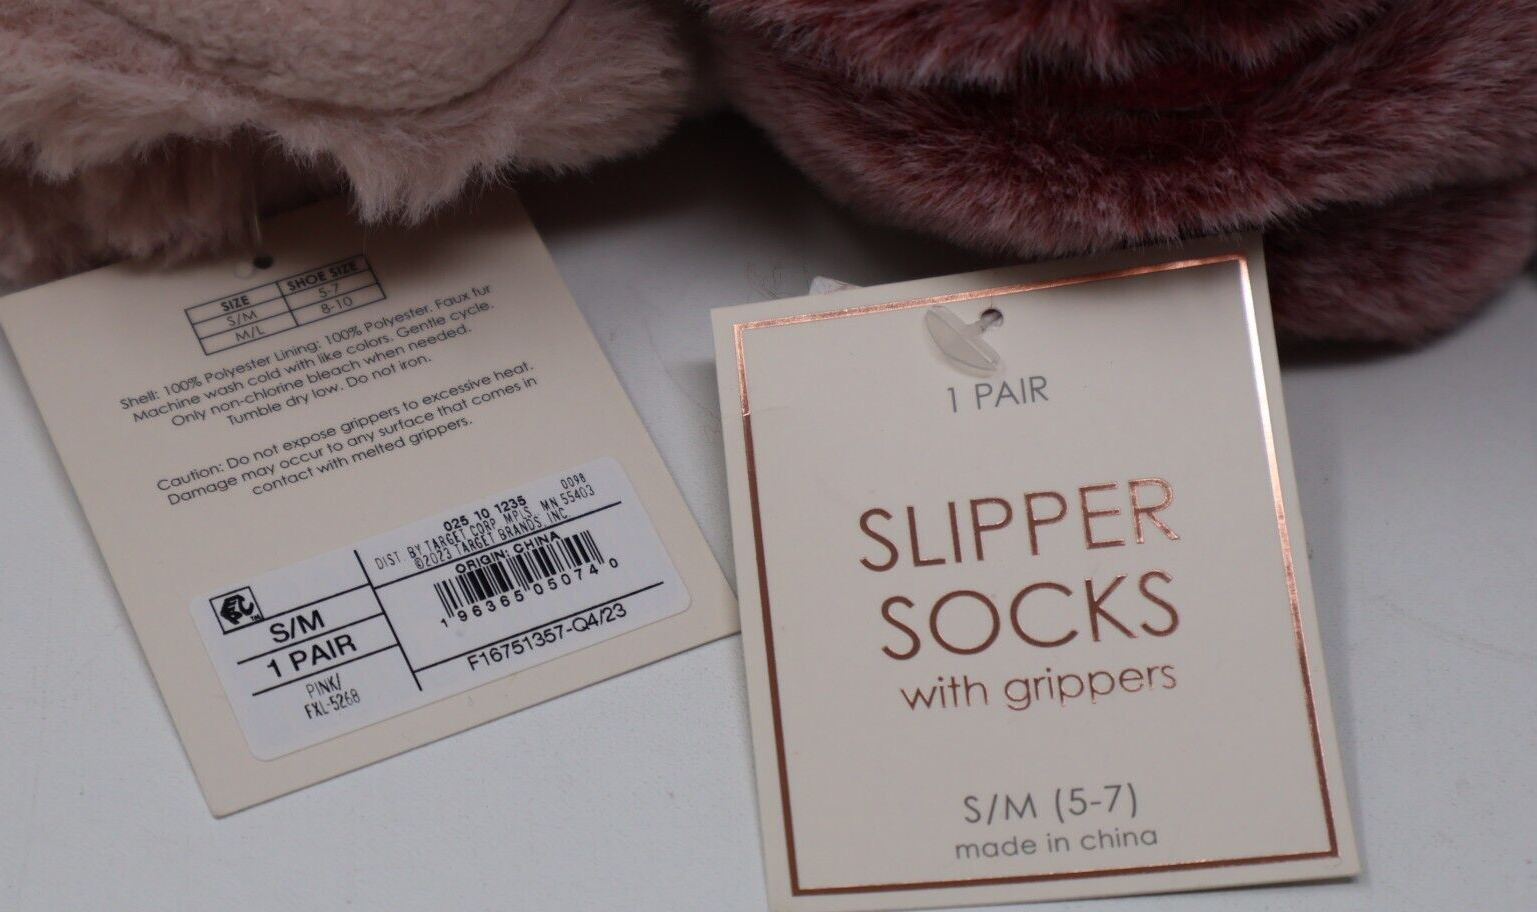 SIZE SHOE SIZE
S/M 5-7
M/L 8-10
Shell: 100% Polyester Lining: 100% Polyester. Faux fur
Machine wash cold with like colors. Gentle cycle.
Only non-chlorine bleach when needed.
Tumble dry low. Do not iron.
Caution: Do not expose grippers to excessive heat.
Damage may occur to any surface that comes in
contact with melted grippers.
S/M
1 PAIR
PINK/
FXL-5268
025 10 1235 0098
DIST. BY TARGET CORP. MPLS, MN 55403
©2023 TARGET BRANDS, INC.
ORIGIN: CHINA
1 96365 05074 0
F16751357-Q4/23
1 PAIR
SLIPPER
SOCKS
with grippers
S/M (5-7)
made in china